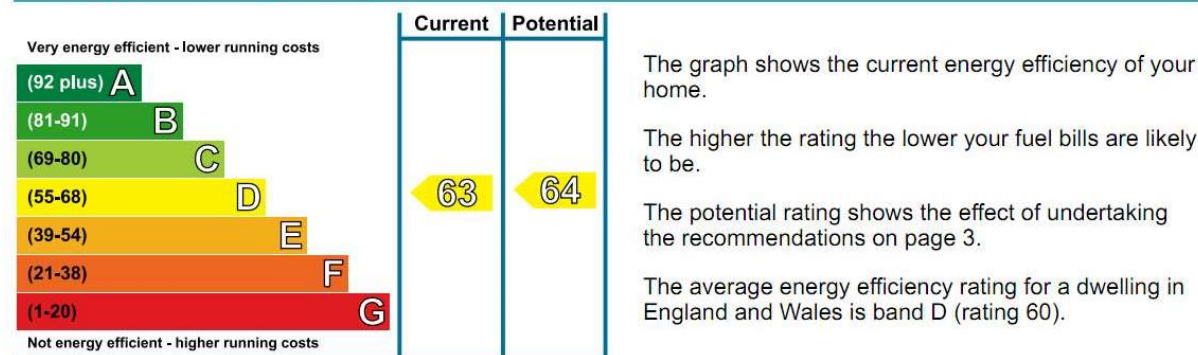 Current Potential
Very energy efficient - lower running costs
(92 plus) A
(81-91) B
(69-80) C
(55-68) D
(39-54) E
(21-38) F
(1-20) G
Not energy efficient - higher running costs
63 64
The graph shows the current energy efficiency of your
home.
The higher the rating the lower your fuel bills are likely
to be.
The potential rating shows the effect of undertaking
the recommendations on page 3.
The average energy efficiency rating for a dwelling in
England and Wales is band D (rating 60).